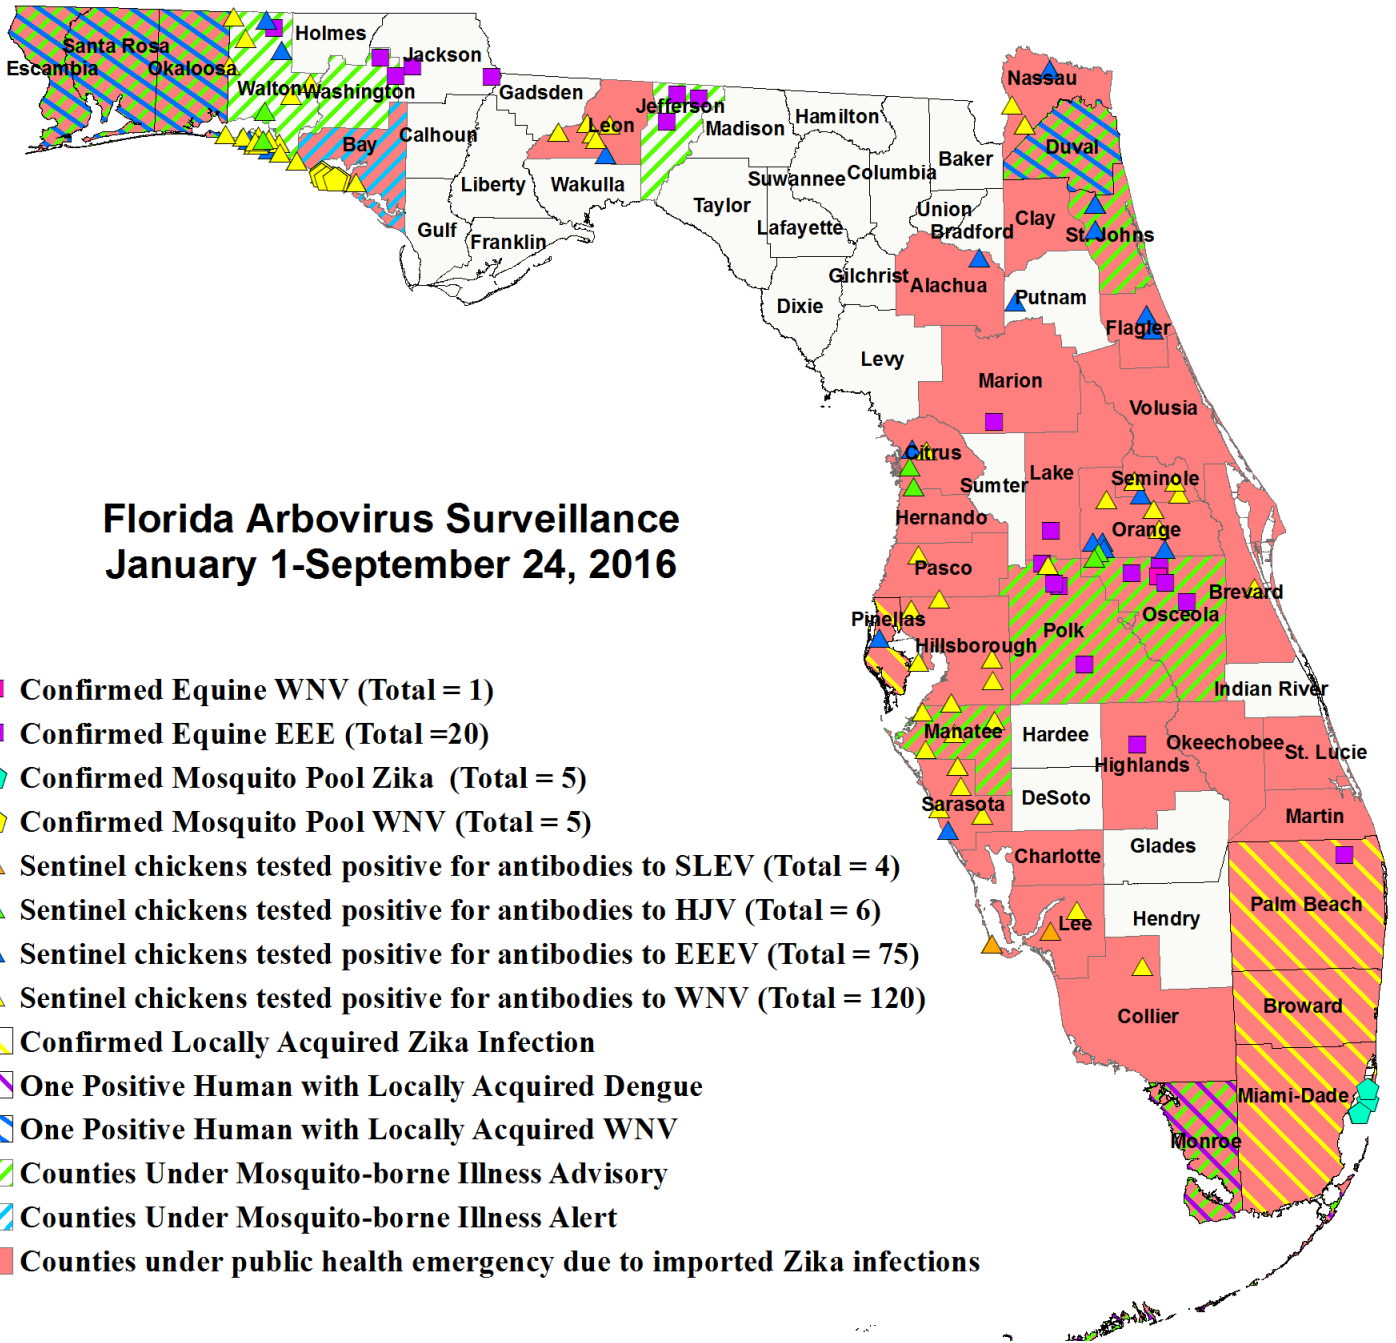 Holmes
Santa Rosa
Jackson
Escambia
Okaloosa
Nassau
Walton
Washington
Gadsden
Jefferson
Hamilton
Leon
Madison
Calhoun
Bay
Duval
Baker
Suwannee
Columbia
Liberty
Wakulla
Taylor
Union
Clay
Lafayette
Bradford
St. Johns
Gulf
Franklin
Gilchrist
Alachua
Putnam
Dixie
Flagler
Levy
Marion
Volusia
Citrus
Lake
Seminole
Sumter
Florida Arbovirus Surveillance
January 1-September 24, 2016
Hernando
Orange
Pasco
Brevard
Pinellas
Osceola
Polk
Hillsborough
Indian River
Manatee
Hardee
Okeechobee
St. Lucie
Highlands
DeSoto
Sarasota
Martin
Glades
Charlotte
Palm Beach
Hendry
Lee
Broward
Collier
Miami-Dade
Monroe
Confirmed Equine WNV (Total = 1)
Confirmed Equine EEE (Total =20)
Confirmed Mosquito Pool Zika (Total = 5)
Confirmed Mosquito Pool WNV (Total = 5)
Sentinel chickens tested positive for antibodies to SLEV (Total = 4)
Sentinel chickens tested positive for antibodies to HJV (Total = 6)
Sentinel chickens tested positive for antibodies to EEEV (Total = 75)
Sentinel chickens tested positive for antibodies to WNV (Total = 120)
Confirmed Locally Acquired Zika Infection
One Positive Human with Locally Acquired Dengue
One Positive Human with Locally Acquired WNV
Counties Under Mosquito-borne Illness Advisory
Counties Under Mosquito-borne Illness Alert
Counties under public health emergency due to imported Zika infections